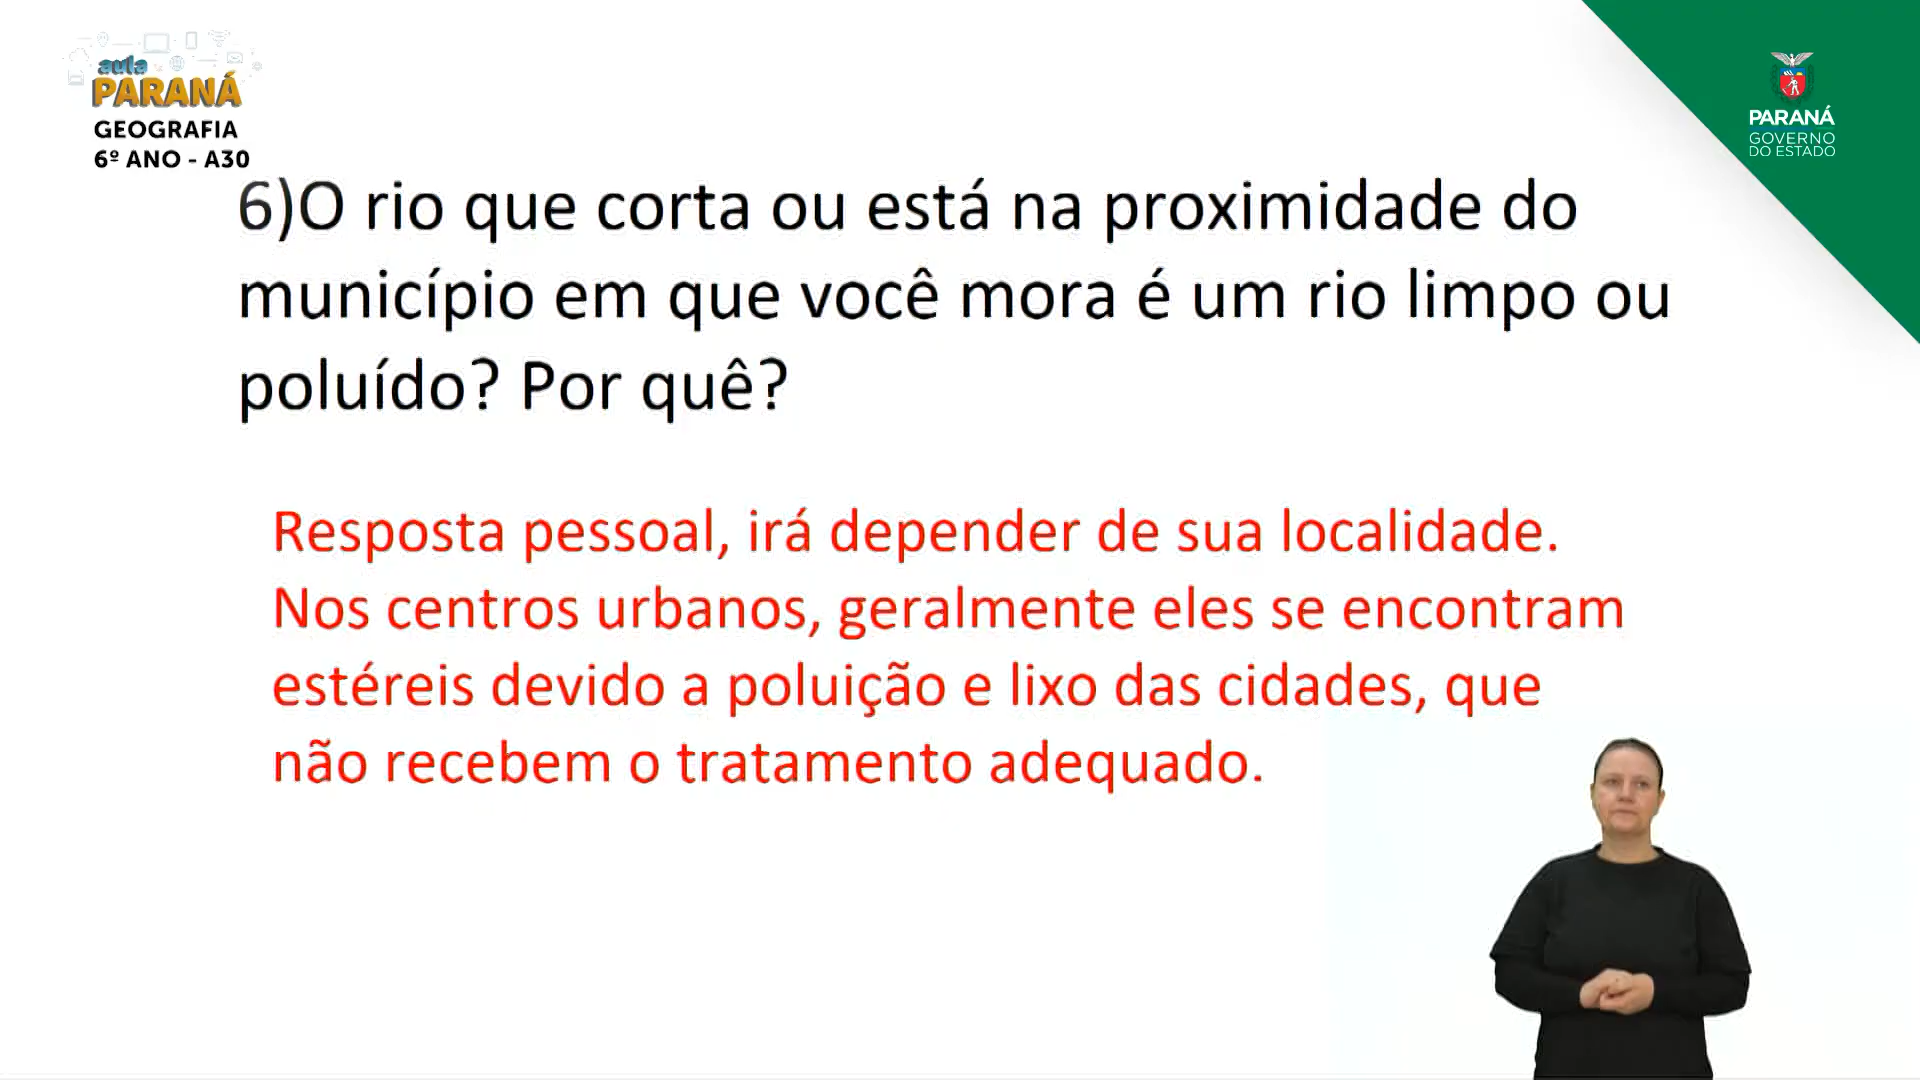 aula
PARANÁ
GEOGRAFIA
6º ANO - A30
PARANÁ
GOVERNO
DO ESTADO
6)O rio que corta ou está na proximidade do
município em que você mora é um rio limpo ou
poluído? Por quê?
Resposta pessoal, irá depender de sua localidade.
Nos centros urbanos, geralmente eles se encontram
estéreis devido a poluição e lixo das cidades, que
não recebem o tratamento adequado.